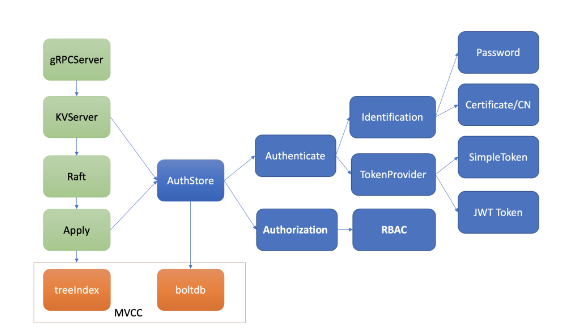 gRPCServer
KVServer
Raft
Apply
treeIndex
boltdb
MVCC
AuthStore
Authenticate
Authorization
Identification
TokenProvider
RBAC
Password
Certificate/CN
SimpleToken
JWT Token